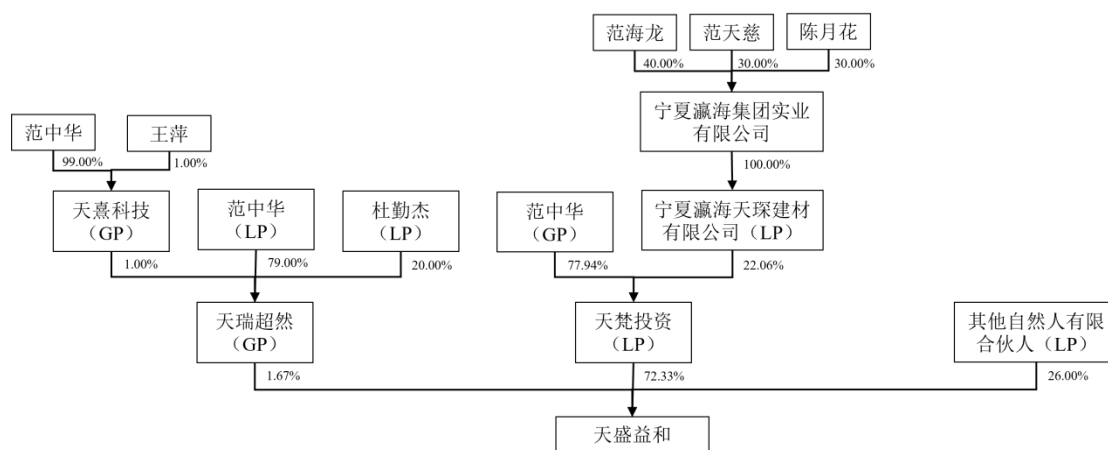 范海龙
范天慈
陈月花
40.00%
30.00%
30.00%
宁夏瀛海集团实业
有限公司
范中华
王萍
99.00%
1.00%
100.00%
天熹科技
（GP）
范中华
（LP）
杜勤杰
（LP）
范中华
（GP）
宁夏瀛海天琛建材
有限公司（LP）
1.00%
79.00%
20.00%
77.94%
22.06%
天瑞超然
（GP）
天梵投资
（LP）
其他自然人有限
合伙人（LP）
1.67%
72.33%
26.00%
天盛益和